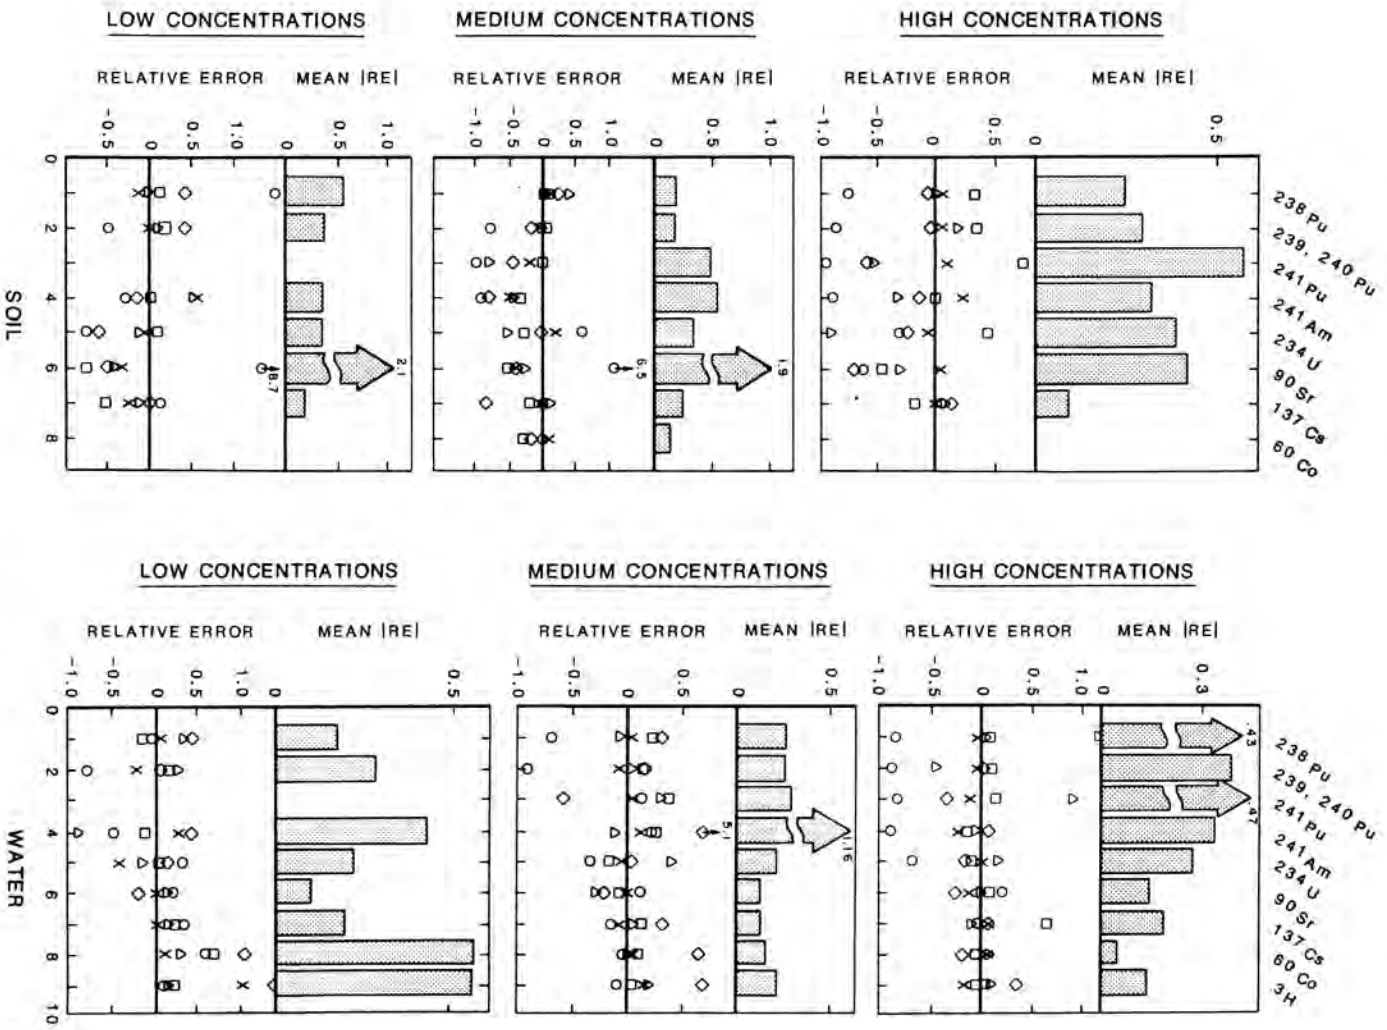 LOW CONCENTRATIONS
MEDIUM CONCENTRATIONS
HIGH CONCENTRATIONS
RELATIVE ERROR MEAN |RE|
RELATIVE ERROR MEAN |RE|
RELATIVE ERROR MEAN |RE|
-0.5 0 0.5 1.0 0 0.5 1.0
-1.0 -0.5 0 0.5 1.0 0 0.5 1.0
-1.0 -0.5 0 0.5 0 0.5
0
2
4
6
8
SOIL
8.7
2.1
6.5
1.9
238 Pu
239, 240 Pu
241 Pu
241 Am
234 U
90 Sr
137 Cs
60 Co
LOW CONCENTRATIONS
MEDIUM CONCENTRATIONS
HIGH CONCENTRATIONS
RELATIVE ERROR MEAN |RE|
RELATIVE ERROR MEAN |RE|
RELATIVE ERROR MEAN |RE|
-1.0 -0.5 0 0.5 1.0 0 0.5
-1.0 -0.5 0 0.5 0 0.5
-1.0 -0.5 0 0.5 1.0 0 0.3
0
2
4
6
8
10
WATER
5.1
1.16
.43
.47
238 Pu
239, 240 Pu
241 Pu
241 Am
234 U
90 Sr
137 Cs
60 Co
3 H